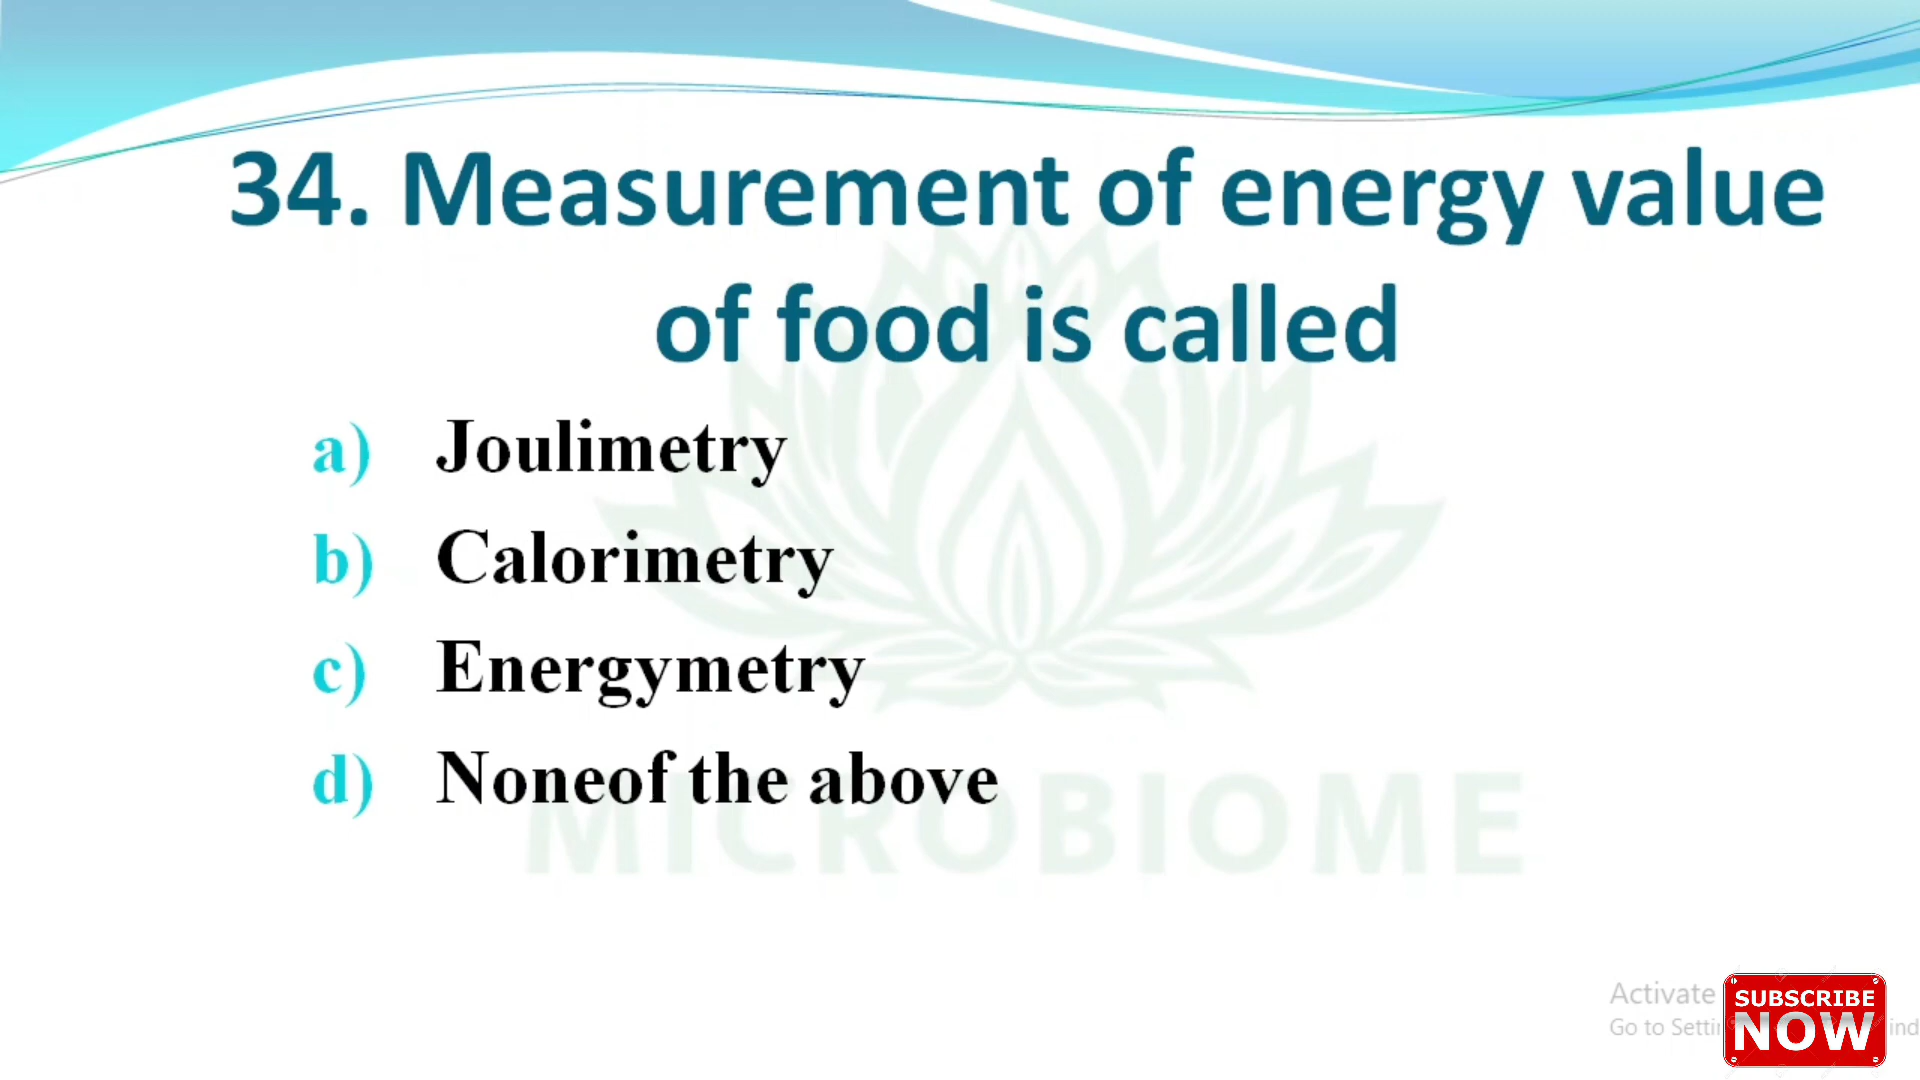 34. Measurement of energy value
of food is called
a) Joulimetry
b) Calorimetry
c) Energymetry
d) Noneof the above
MICROBIOME
Activate
Go to
SUBSCRIBE
NOW